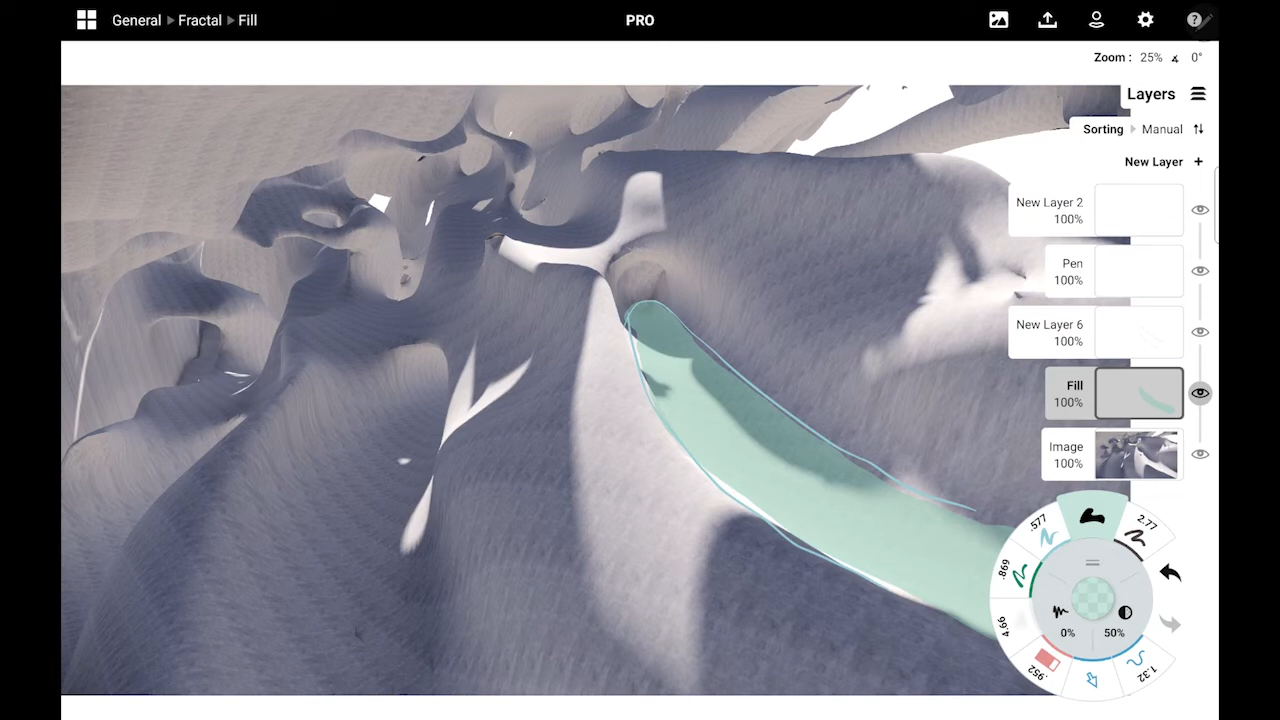 General ▸ Fractal ▸ Fill
PRO
?
Zoom : 25% 0°
Layers
Sorting ▸ Manual
New Layer +
New Layer 2
100%
Pen
100%
New Layer 6
100%
Fill
100%
Image
100%
.577
2.77
.869
4.66
0%
50%
.952
1.32